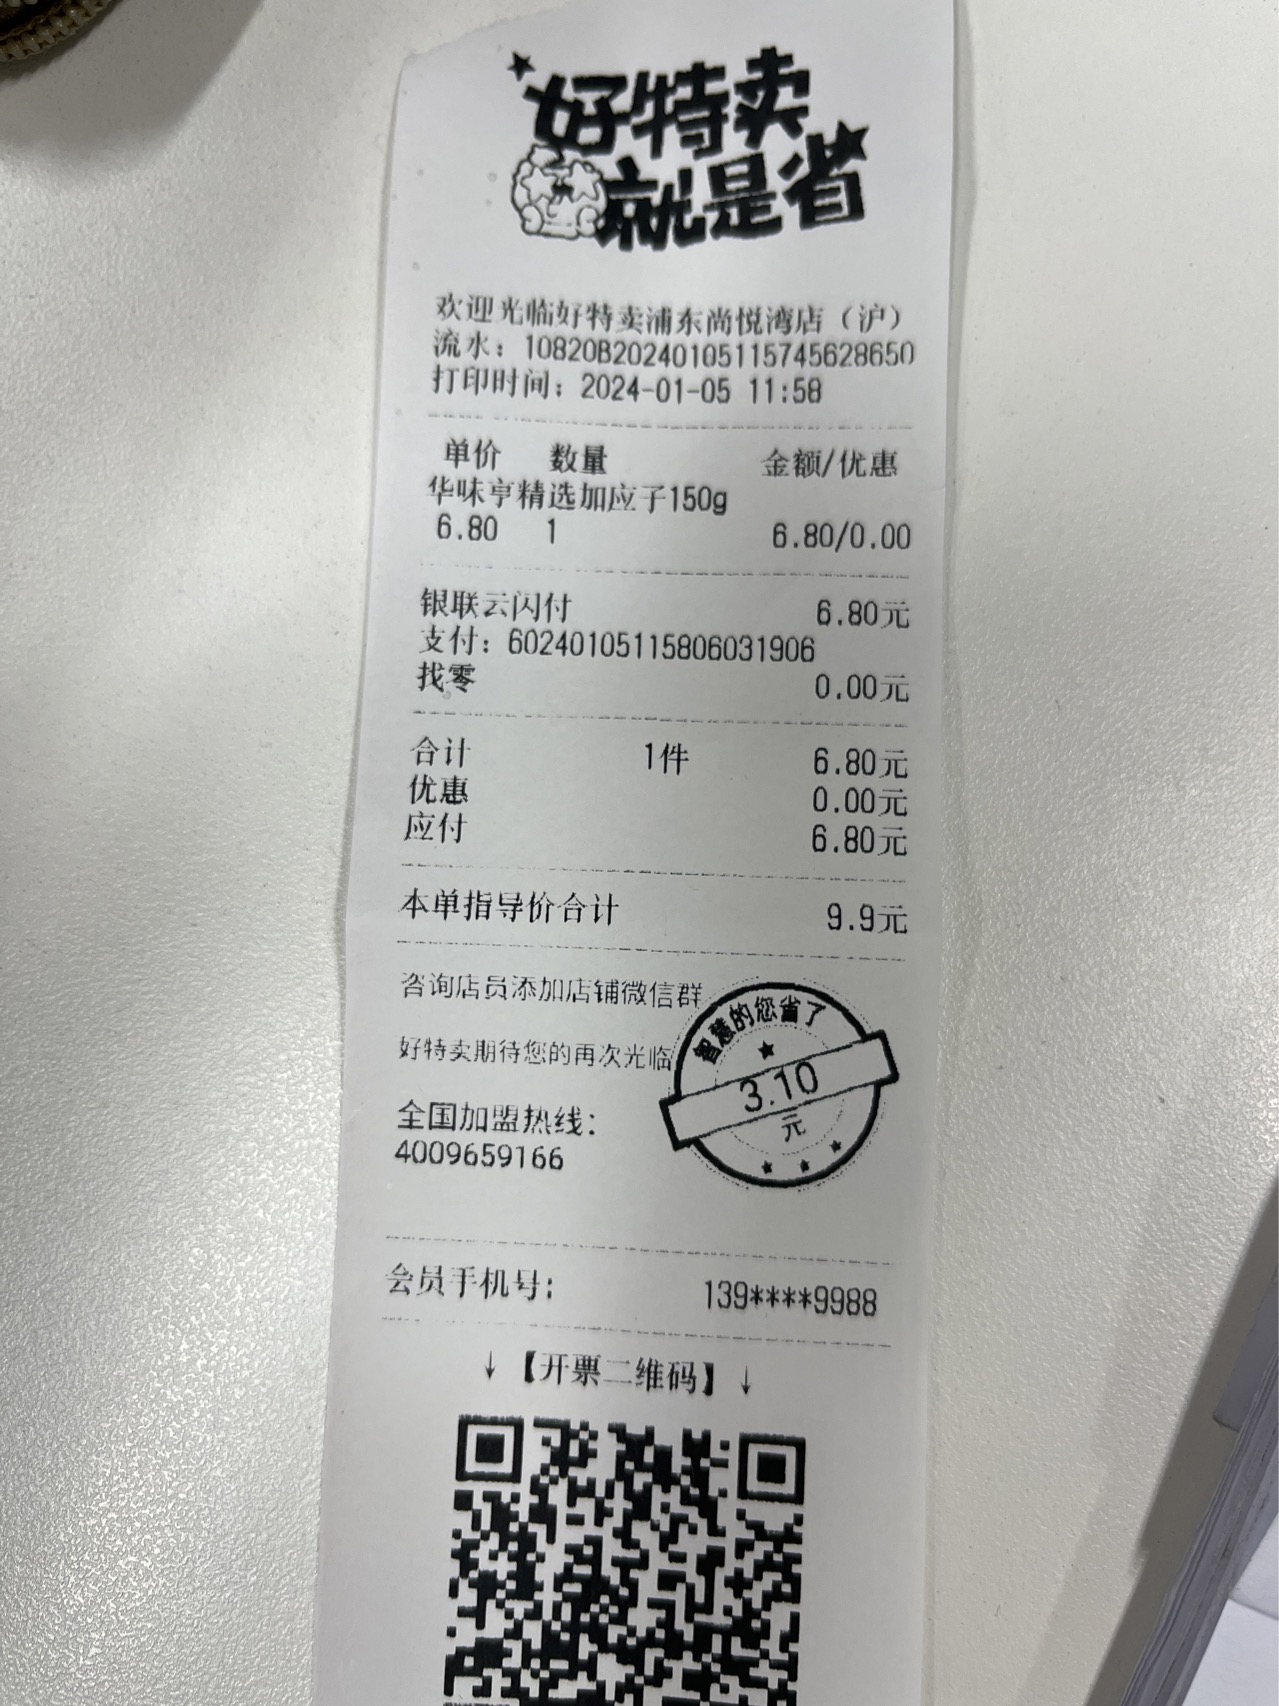 好特卖
就是省
欢迎光临好特卖浦东尚悦湾店（沪）
流水：10820B202401051157456286​50
打印时间：2024-01-05 11:58
单价 数量 金额/优惠
华味亨精选加应子150g
6.80 1 6.80/0.00
银联云闪付 6.80元
支付：60240105115806031906
找零 0.00元
合计 1件 6.80元
优惠 0.00元
应付 6.80元
本单指导价合计 9.9元
咨询店员添加店铺微信群
好特卖期待您的再次光临
智慧的您省了
3.10
元
全国加盟热线：
4009659166
会员手机号： 139****9988
↓【开票二维码】↓